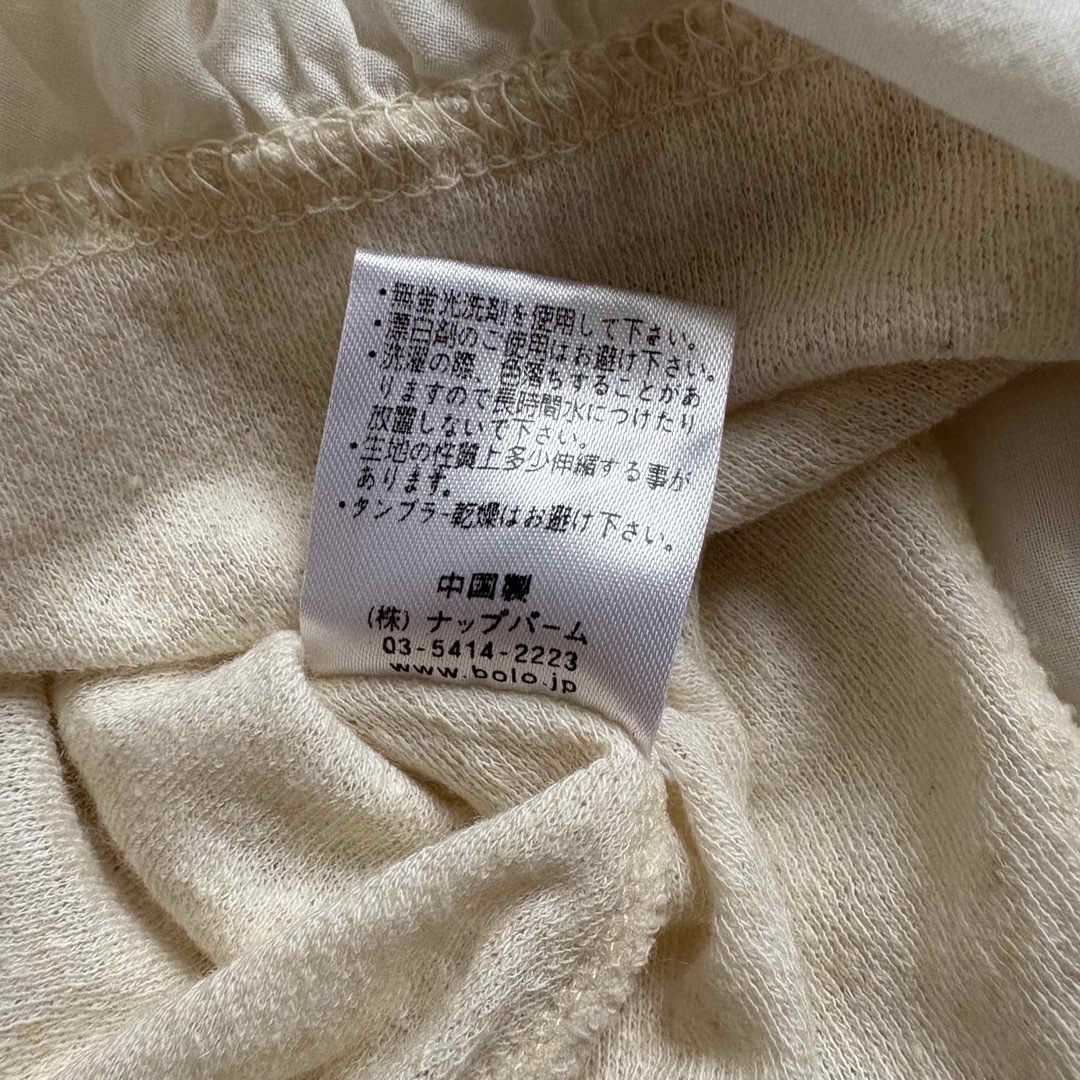 ・無蛍光洗剤を使用して下さい。
・漂白剤のご使用はお避け下さい。
・洗濯の際、色落ちすることがあ
りますので長時間水につけたり
放置しないで下さい。
・生地の性質上多少伸縮する事が
あります。
・タンブラー乾燥はお避け下さい。
中国製
(株) ナップバーム
03-5414-2223
www.bolo.jp